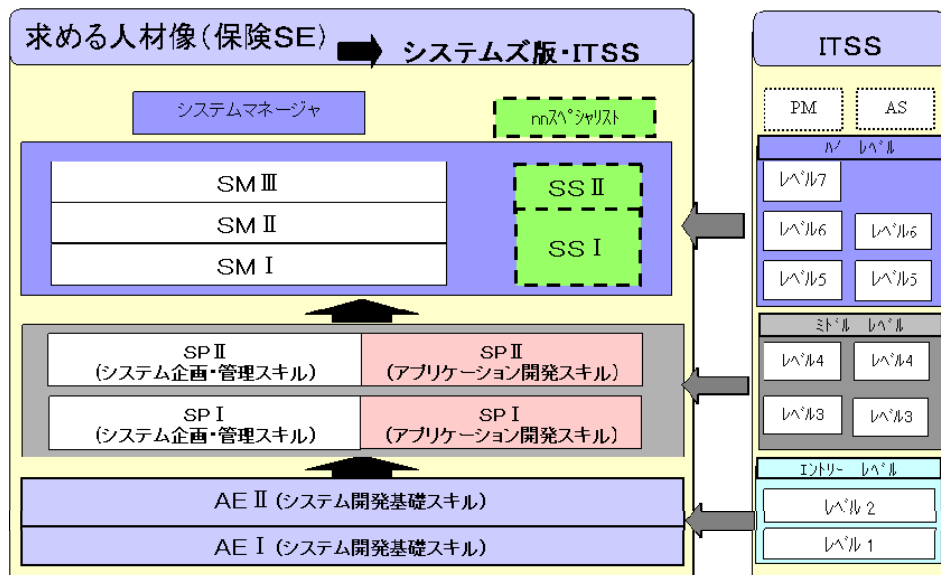 求める人材像(保険SE)
システムズ版・ITSS
システムマネージャ
nnｽﾍﾟｼｬﾘｽﾄ
SMⅢ
SMⅡ
SMⅠ
SSⅡ
SSⅠ
SPⅡ
(システム企画・管理スキル)
SPⅡ
(アプリケーション開発スキル)
SPⅠ
(システム企画・管理スキル)
SPⅠ
(アプリケーション開発スキル)
AEⅡ(システム開発基礎スキル)
AEⅠ(システム開発基礎スキル)
ITSS
PM
AS
ﾊｲ ﾚﾍﾞﾙ
ﾚﾍﾞﾙ7
ﾚﾍﾞﾙ6
ﾚﾍﾞﾙ6
ﾚﾍﾞﾙ5
ﾚﾍﾞﾙ5
ﾐﾄﾞﾙ ﾚﾍﾞﾙ
ﾚﾍﾞﾙ4
ﾚﾍﾞﾙ4
ﾚﾍﾞﾙ3
ﾚﾍﾞﾙ3
ｴﾝﾄﾘｰ ﾚﾍﾞﾙ
ﾚﾍﾞﾙ 2
ﾚﾍﾞﾙ 1